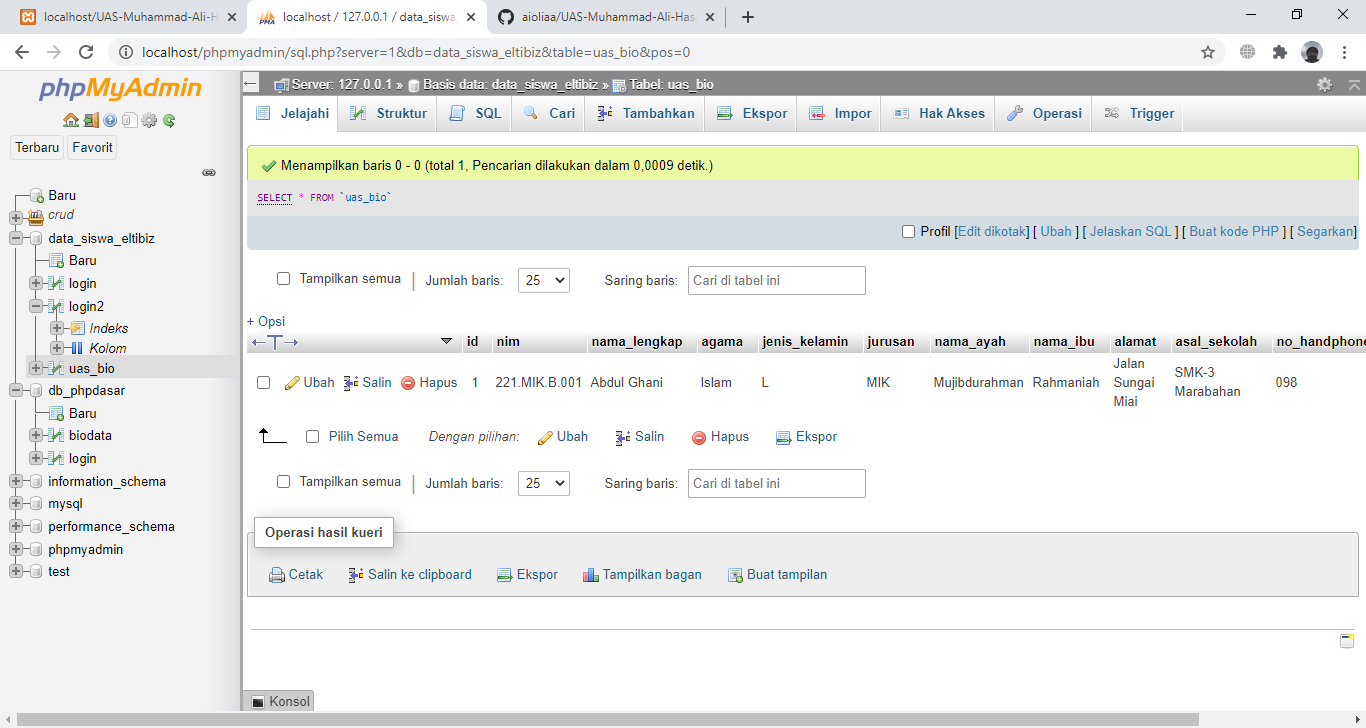 localhost/UAS-Muhammad-Ali-H
localhost / 127.0.0.1 / data_siswa_
aioliaa/UAS-Muhammad-Ali-Has
localhost/phpmyadmin/sql.php?server=1&db=data_siswa_eltibiz&table=uas_bio&pos=0
phpMyAdmin
Terbaru Favorit
Baru
crud
data_siswa_eltibiz
Baru
login
login2
Indeks
Kolom
uas_bio
db_phpdasar
Baru
biodata
login
information_schema
mysql
performance_schema
phpmyadmin
test
Server: 127.0.0.1 » Basis data: data_siswa_eltibiz » Tabel: uas_bio
Jelajahi Struktur SQL Cari Tambahkan Ekspor Impor Hak Akses Operasi Trigger
Menampilkan baris 0 - 0 (total 1, Pencarian dilakukan dalam 0,0009 detik.)
SELECT * FROM `uas_bio`
Profil [Edit dikotak] [ Ubah ] [ Jelaskan SQL ] [ Buat kode PHP ] [ Segarkan]
Tampilkan semua | Jumlah baris: 25 Saring baris: Cari di tabel ini
+ Opsi
←T→ id nim nama_lengkap agama jenis_kelamin jurusan nama_ayah nama_ibu alamat asal_sekolah no_handphone
Ubah Salin Hapus 1 221.MIK.B.001 Abdul Ghani Islam L MIK Mujibdurahman Rahmaniah Jalan Sungai Miai SMK-3 Marabahan 098
Pilih Semua Dengan pilihan: Ubah Salin Hapus Ekspor
Tampilkan semua | Jumlah baris: 25 Saring baris: Cari di tabel ini
Operasi hasil kueri
Cetak Salin ke clipboard Ekspor Tampilkan bagan Buat tampilan
Konsol